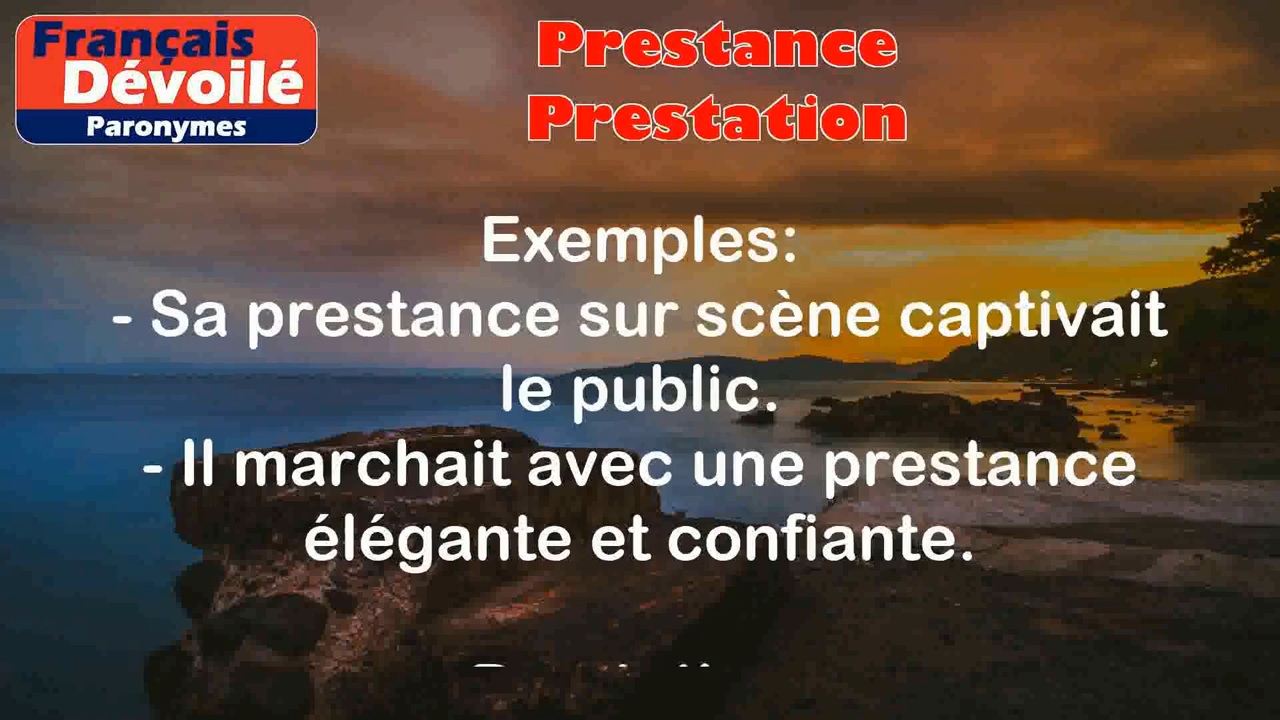 Français
Dévoilé
Paronymes
Prestance
Prestation
Exemples:
- Sa prestance sur scène captivait
le public.
- Il marchait avec une prestance
élégante et confiante.